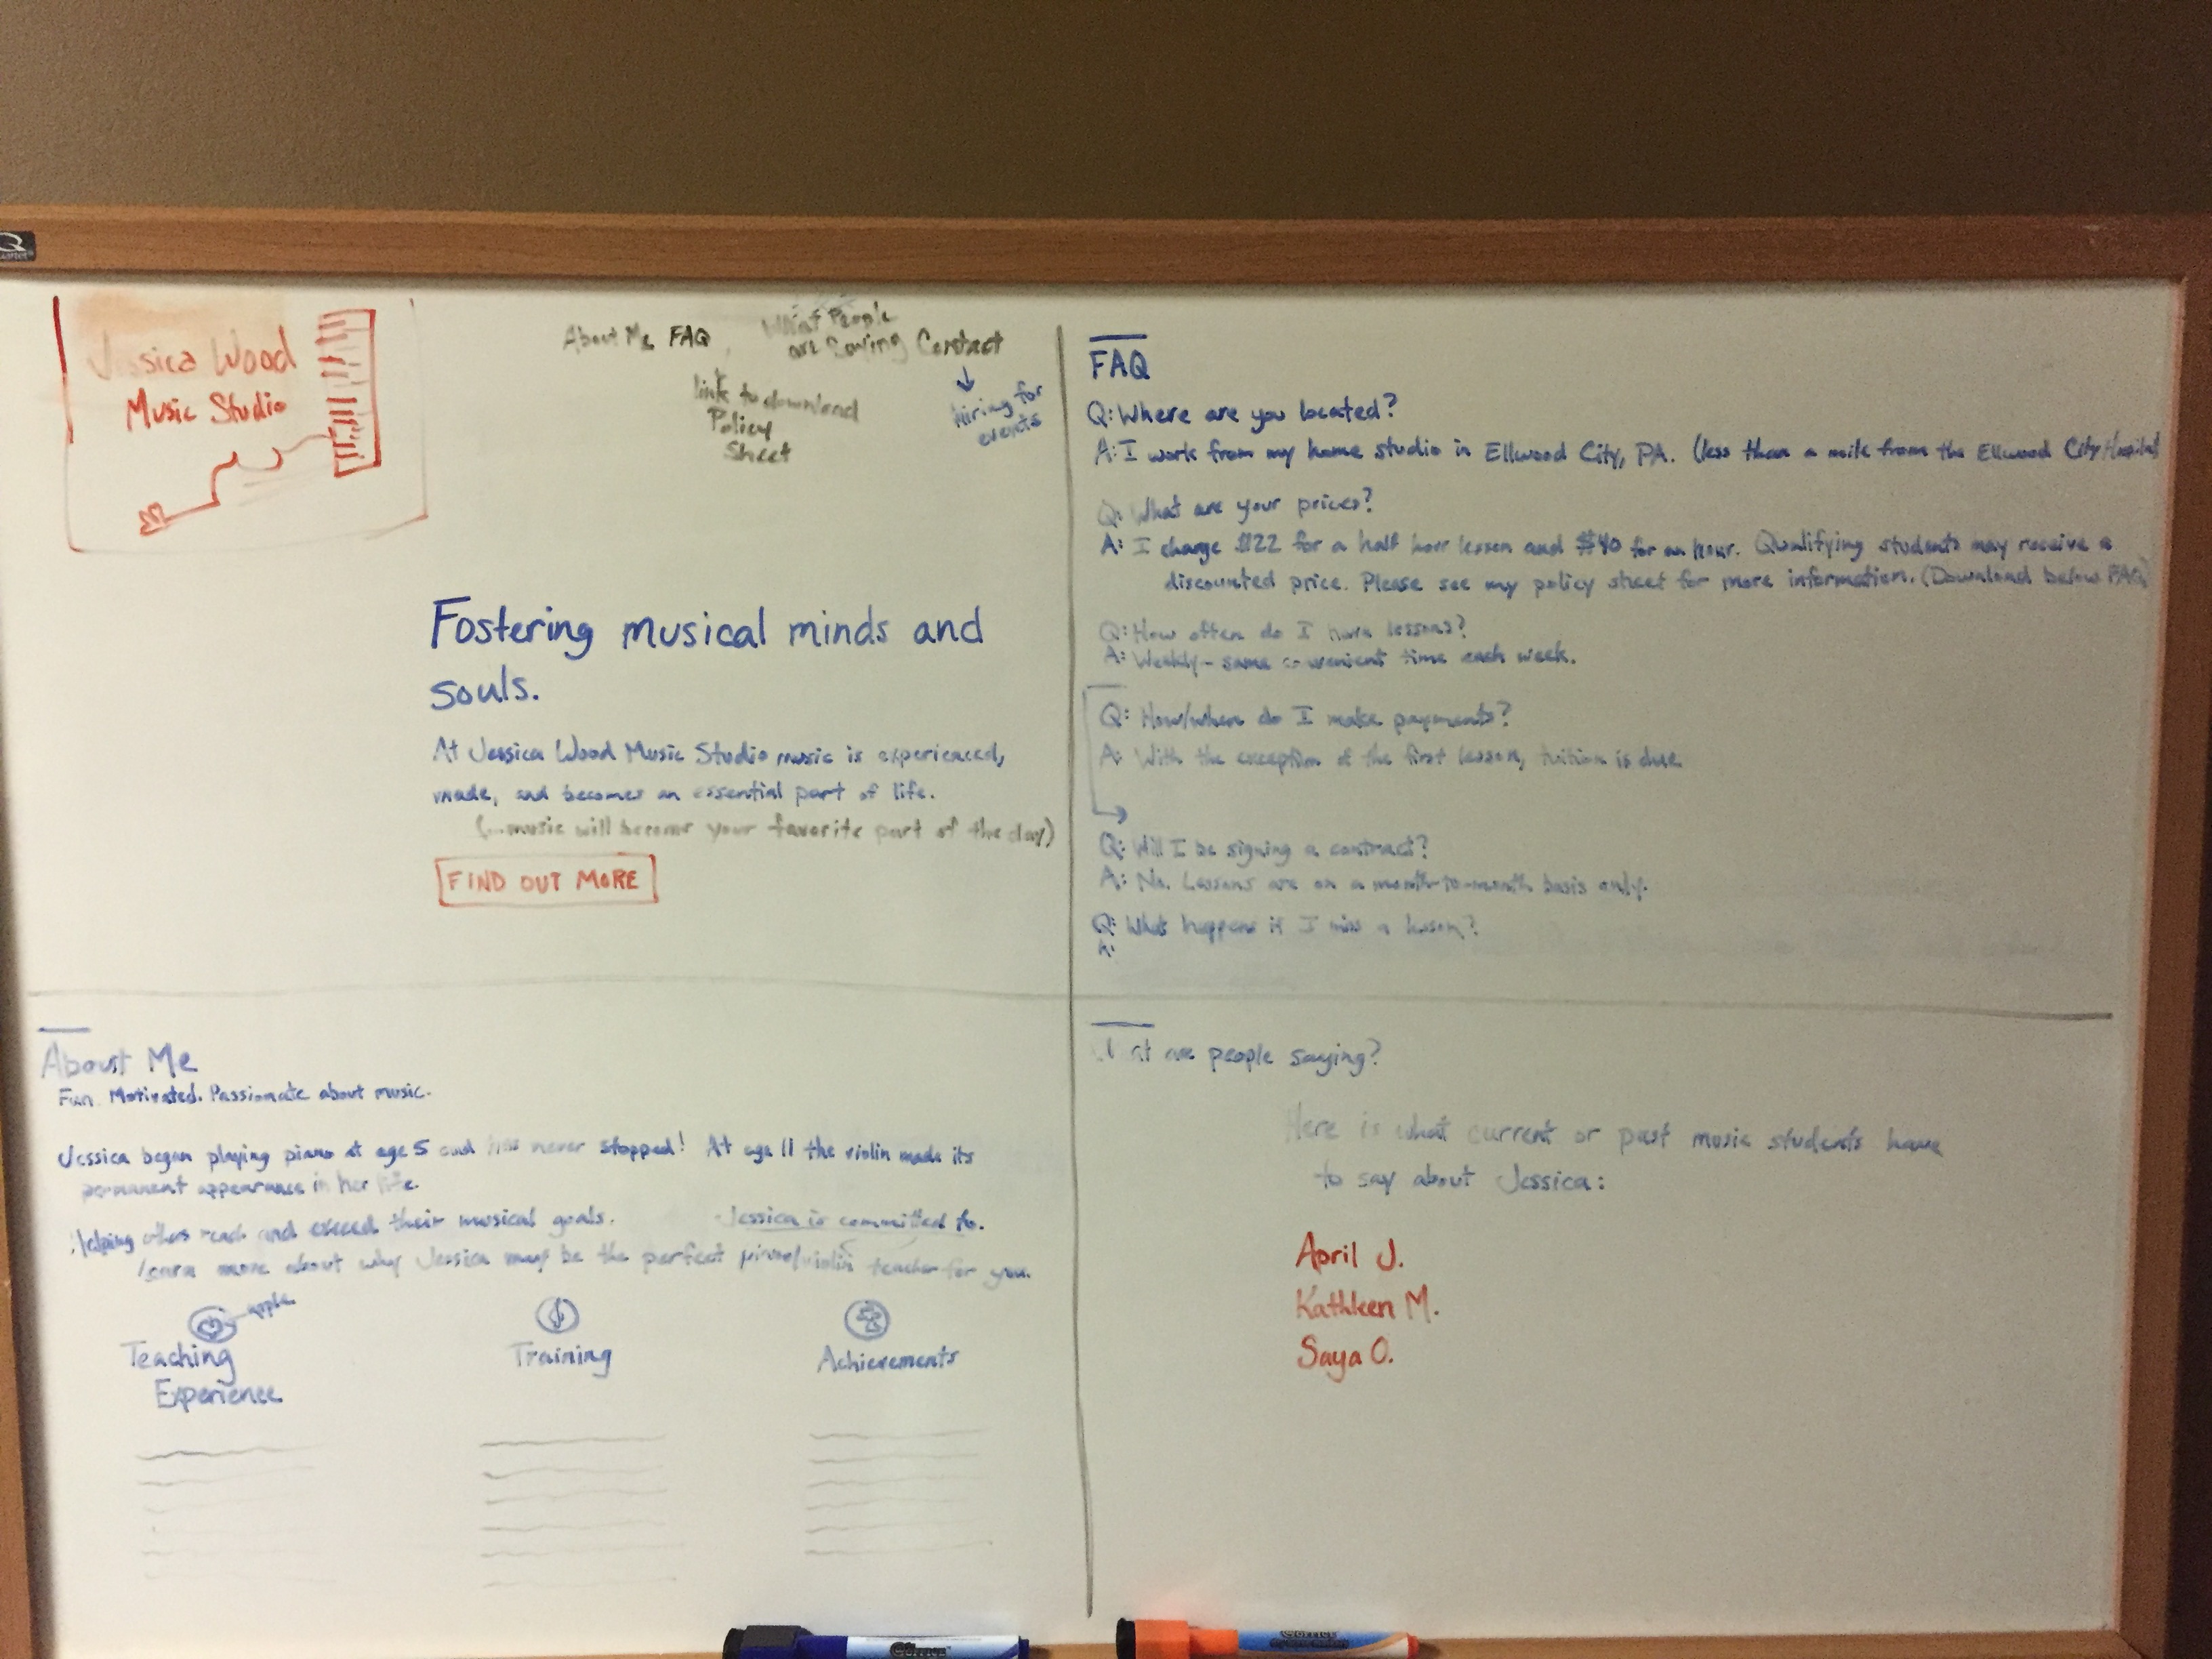 Jessica Wood
Music Studio
About Me FAQ What People
are Saying Contact
link to download
Policy
Sheet
hiring for
events
Fostering musical minds and
souls.
At Jessica Wood Music Studio music is experienced,
made, and becomes an essential part of life.
(...music will become your favorite part of the day)
FIND OUT MORE
FAQ
Q: Where are you located?
A: I work from my home studio in Ellwood City, PA. (less than a mile from the Ellwood City Hospital)
Q: What are your prices?
A: I charge $22 for a half hour lesson and $40 for an hour. Qualifying students may receive a
discounted price. Please see my policy sheet for more information. (Download below FAQ)
Q: How often do I have lessons?
A: Weekly - same convenient time each week.
Q: How/when do I make payments?
A: With the exception of the first lesson, tuition is due
Q: Will I be signing a contract?
A: No. Lessons are on a month-to-month basis only.
Q: What happens if I miss a lesson?
A:
About Me
Fun. Motivated. Passionate about music.
Jessica began playing piano at age 5 and has never stopped! At age 11 the violin made its
permanent appearance in her life.
Helping others reach and exceed their musical goals. Jessica is committed to.
learn more about why Jessica may be the perfect piano/violin teacher for you.
apple
Teaching
Experience
Training
Achievements
What are people saying?
Here is what current or past music students have
to say about Jessica:
April J.
Kathleen M.
Saya O.